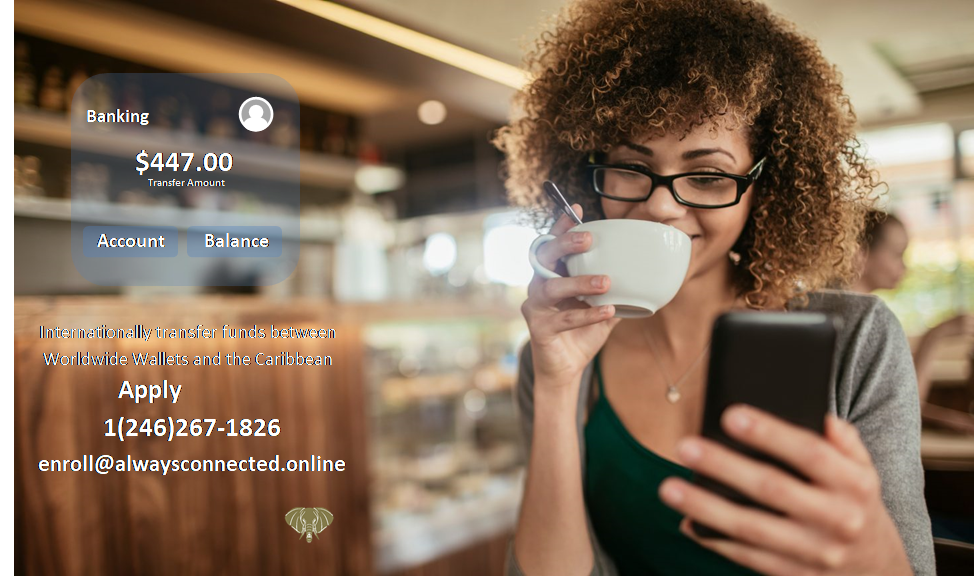 Banking
$447.00
Transfer Amount
Account Balance
Internationally transfer funds between
Worldwide Wallets and the Caribbean
Apply
1(246)267-1826
enroll@alwaysconnected.online